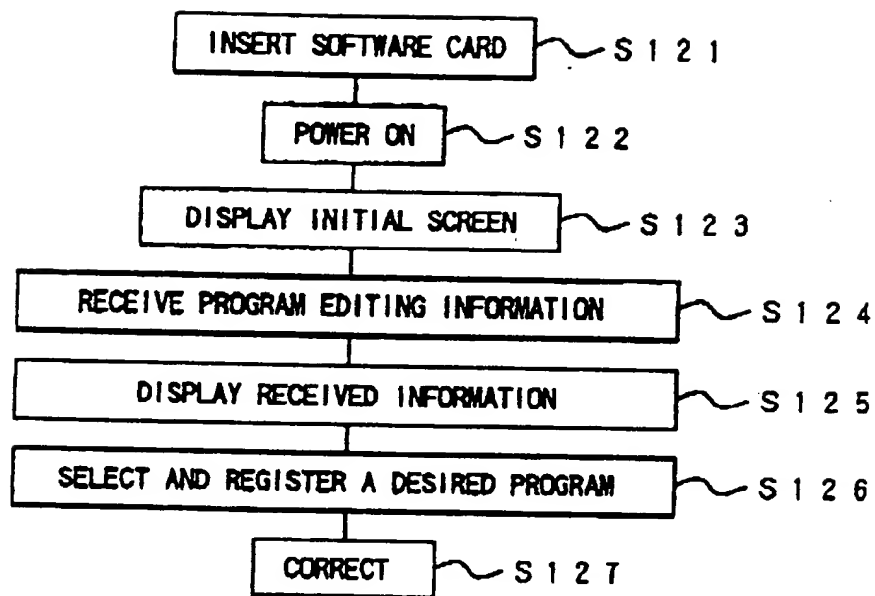 INSERT SOFTWARE CARD S121
POWER ON S122
DISPLAY INITIAL SCREEN S123
RECEIVE PROGRAM EDITING INFORMATION S124
DISPLAY RECEIVED INFORMATION S125
SELECT AND REGISTER A DESIRED PROGRAM S126
CORRECT S127